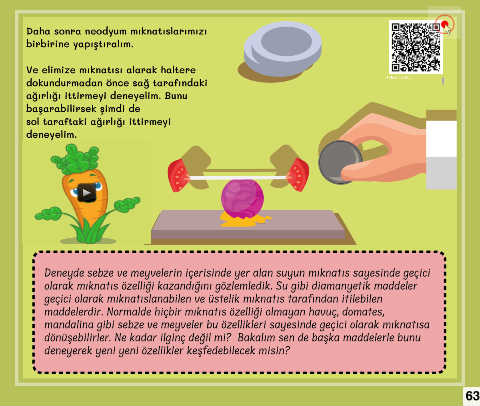 Daha sonra neodyum mıknatıslarımızı
birbirine yapıştıralım.
Ve elimize mıknatısı alarak haltere
dokundurmadan önce sağ tarafındaki
ağırlığı ittirmeyi deneyelim. Bunu
başarabilirsek şimdi de
sol taraftaki ağırlığı ittirmeyi
deneyelim.
Deneyde sebze ve meyvelerin içerisinde yer alan suyun mıknatıs sayesinde geçici
olarak mıknatıs özelliği kazandığını gözlemledik. Su gibi diamanyetik maddeler
geçici olarak mıknatıslanabilen ve üstelik mıknatıs tarafından itilebilen
maddelerdir. Normalde hiçbir mıknatıs özelliği olmayan havuç, domates,
mandalina gibi sebze ve meyveler bu özellikleri sayesinde geçici olarak mıknatısa
dönüşebilirler. Ne kadar ilginç değil mi? Bakalım sen de başka maddelerle bunu
deneyerek yeni yeni özellikler keşfedebilecek misin?
63